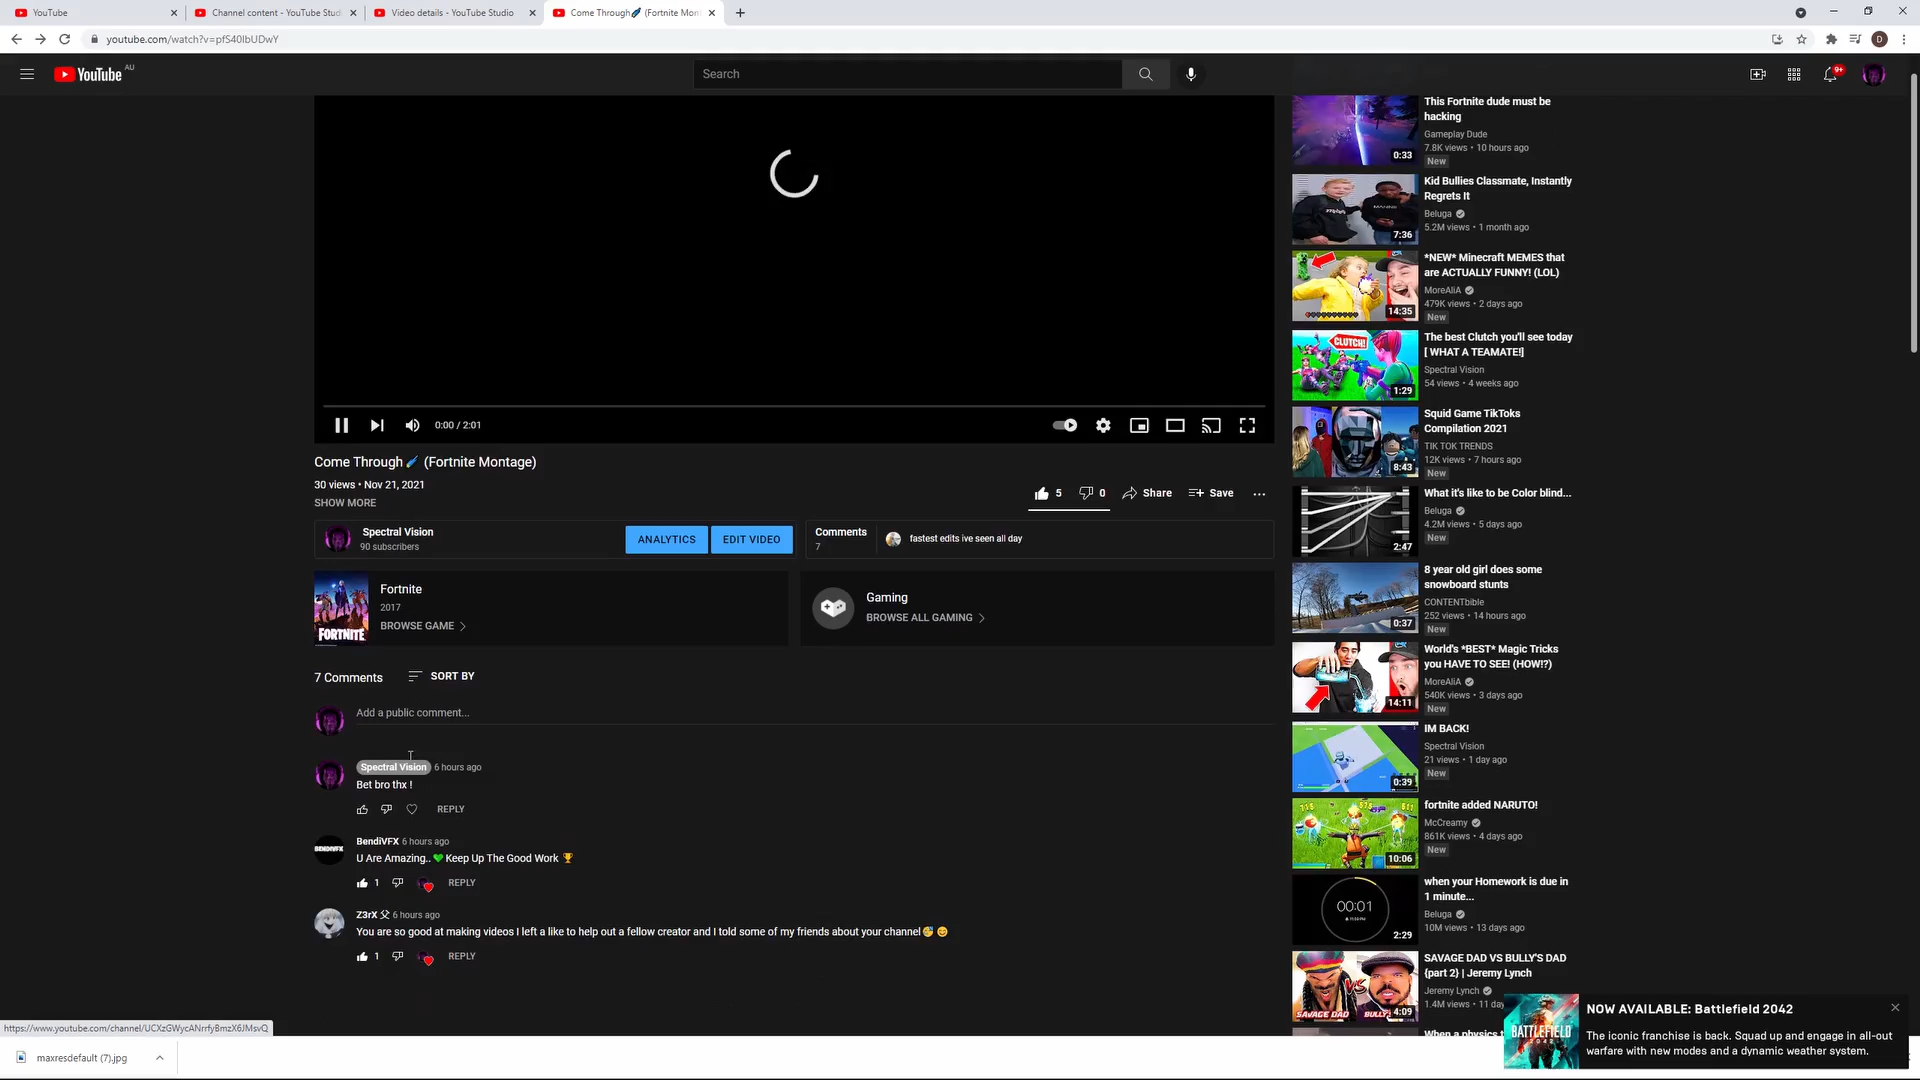 YouTube
Channel content - YouTube Stud
Video details - YouTube Studio
Come Through (Fortnite Mon
youtube.com/watch?v=pfS40IbUDwY
D
YouTube AU
Search
9+
0:00 / 2:01
Come Through (Fortnite Montage)
30 views • Nov 21, 2021
SHOW MORE
5
0
Share
Save
Spectral Vision
90 subscribers
ANALYTICS
EDIT VIDEO
Comments
7
fastest edits ive seen all day
FORTNITE
Fortnite
2017
BROWSE GAME
Gaming
BROWSE ALL GAMING
7 Comments
SORT BY
Add a public comment...
Spectral Vision 6 hours ago
Bet bro thx !
REPLY
BENDIVFX
BendiVFX 6 hours ago
U Are Amazing.. 💚 Keep Up The Good Work 🏆
1 REPLY
Z3rX 父 6 hours ago
You are so good at making videos I left a like to help out a fellow creator and I told some of my friends about your channel
1 REPLY
This Fortnite dude must be
hacking
Gameplay Dude
7.8K views • 10 hours ago
New
0:33
Kid Bullies Classmate, Instantly
Regrets It
Beluga
5.2M views • 1 month ago
7:36
*NEW* Minecraft MEMES that
are ACTUALLY FUNNY! (LOL)
MoreAliA
479K views • 2 days ago
New
14:35
The best Clutch you'll see today
[ WHAT A TEAMATE!]
Spectral Vision
54 views • 4 weeks ago
CLUTCH!
1:29
Squid Game TikToks
Compilation 2021
TIK TOK TRENDS
12K views • 7 hours ago
New
8:43
What it's like to be Color blind...
Beluga
4.2M views • 5 days ago
New
2:47
8 year old girl does some
snowboard stunts
CONTENTbible
252 views • 14 hours ago
New
0:37
World's *BEST* Magic Tricks
you HAVE TO SEE! (HOW!?)
MoreAliA
540K views • 3 days ago
New
14:11
IM BACK!
Spectral Vision
21 views • 1 day ago
New
0:39
fortnite added NARUTO!
McCreamy
861K views • 4 days ago
New
10:06
when your Homework is due in
1 minute...
Beluga
10M views • 13 days ago
00:01
2:29
SAVAGE DAD VS BULLY'S DAD
{part 2} | Jeremy Lynch
Jeremy Lynch
1.4M views • 11 day
SAVAGE DAD VS BULLY'S
4:09
When a physics t
BATTLEFIELD
2042
NOW AVAILABLE: Battlefield 2042
The iconic franchise is back. Squad up and engage in all-out
warfare with new modes and a dynamic weather system.
https://www.youtube.com/channel/UCXzGWycANrrfyBmzX6JMsvQ
maxresdefault (7).jpg